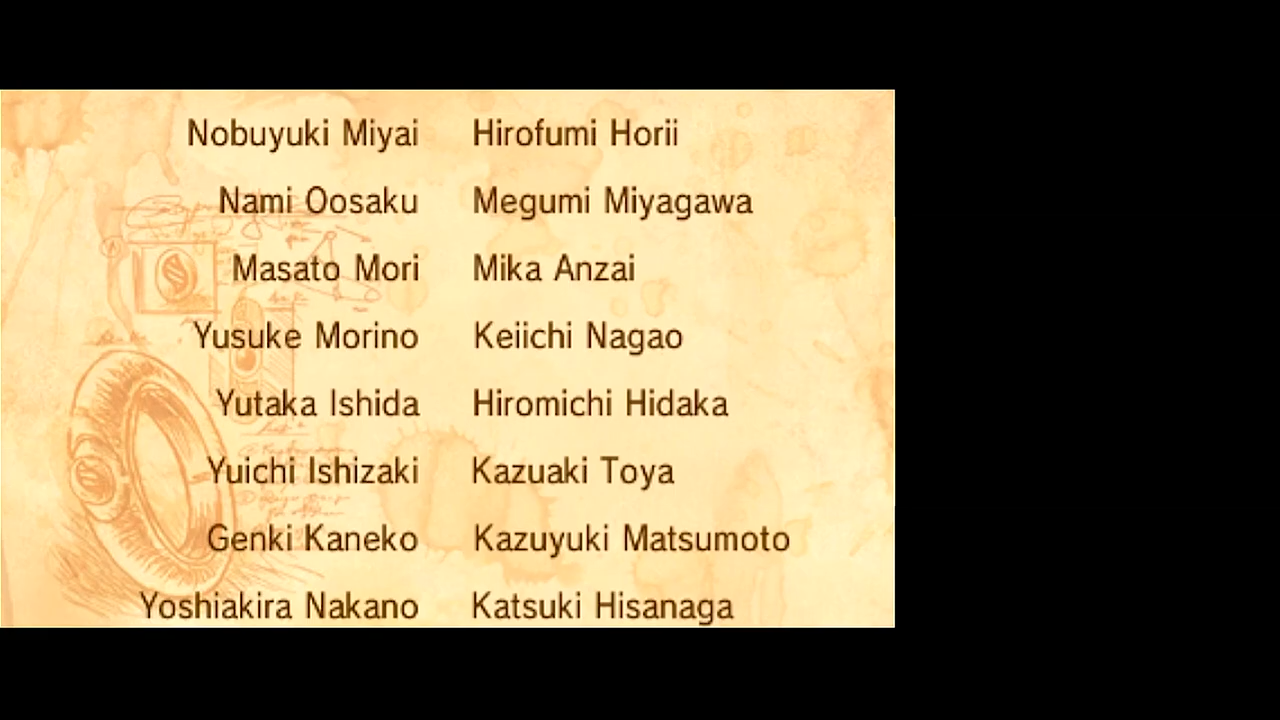 Nobuyuki Miyai Hirofumi Horii
Nami Oosaku Megumi Miyagawa
Masato Mori Mika Anzai
Yusuke Morino Keiichi Nagao
Yutaka Ishida Hiromichi Hidaka
Yuichi Ishizaki Kazuaki Toya
Genki Kaneko Kazuyuki Matsumoto
Yoshiakira Nakano Katsuki Hisanaga